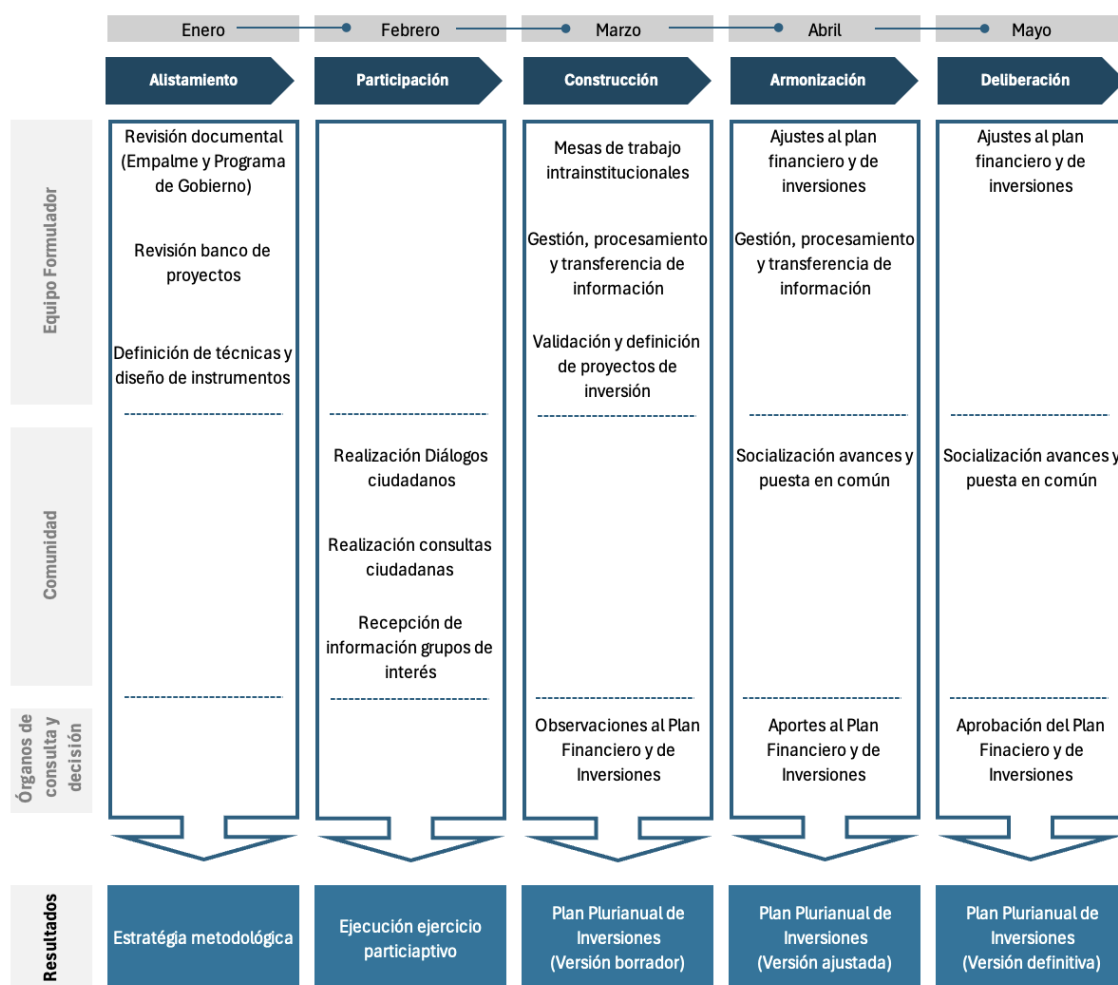 Enero
Febrero
Marzo
Abril
Mayo
Alistamiento
Participación
Construcción
Armonización
Deliberación
Equipo Formulador
Revisión documental
(Empalme y Programa
de Gobierno)
Revisión banco de
proyectos
Definición de técnicas y
diseño de instrumentos
Mesas de trabajo
intrainstitucionales
Gestión, procesamiento
y transferencia de
información
Validación y definición
de proyectos de
inversión
Ajustes al plan
financiero y de
inversiones
Gestión, procesamiento
y transferencia de
información
Ajustes al plan
financiero y de
inversiones
Comunidad
Realización Diálogos
ciudadanos
Realización consultas
ciudadanas
Recepción de
información grupos de
interés
Socialización avances y
puesta en común
Socialización avances y
puesta en común
Órganos de
consulta y
decisión
Observaciones al Plan
Financiero y de
Inversiones
Aportes al Plan
Financiero y de
Inversiones
Aprobación del Plan
Finaciero y de
Inversiones
Resultados
Estratégia metodológica
Ejecución ejercicio
particiaptivo
Plan Plurianual de
Inversiones
(Versión borrador)
Plan Plurianual de
Inversiones
(Versión ajustada)
Plan Plurianual de
Inversiones
(Versión definitiva)